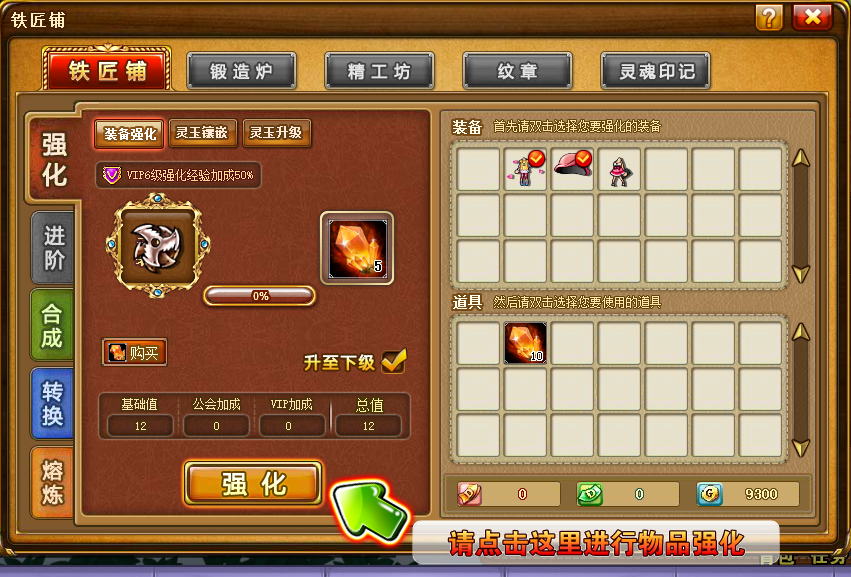 铁匠铺
?
铁匠铺 锻造炉 精工坊 纹章 灵魂印记
强化
进阶
合成
转换
熔炼
装备强化 灵玉镶嵌 灵玉升级
VIP6级强化经验加成50%
5
0%
购买
升至下级
基础值 公会加成 VIP加成 总值
12 0 0 12
强化
装备 首先请双击选择您要强化的装备
道具 然后请双击选择您要使用的道具
10
0 0 9300
请点击这里进行物品强化